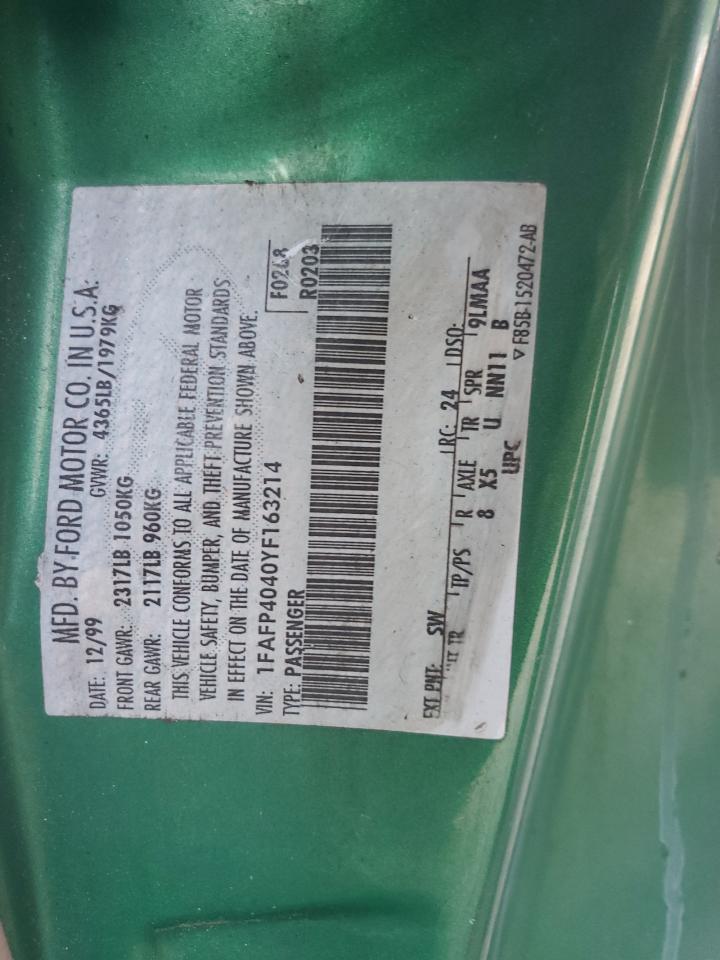 MFD. BY FORD MOTOR CO. IN U.S.A.
DATE: 12/99 GVWR: 4365LB/1979KG
FRONT GAWR: 2317LB 1050KG
REAR GAWR: 2117LB 960KG
THIS VEHICLE CONFORMS TO ALL APPLICABLE FEDERAL MOTOR
VEHICLE SAFETY, BUMPER, AND THEFT PREVENTION STANDARDS
IN EFFECT ON THE DATE OF MANUFACTURE SHOWN ABOVE.
VIN: 1FAFP4040YF163214 F0268
TYPE: PASSENGER R0203
EXT PNT: SW RC: 24 DSO:
TR TP/PS R AXLE TR SPR 9LMAA
8 X5 U NN11 B
UPC
▽ F85B-1520472-AB